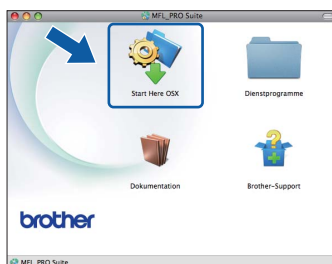 MFL_PRO Suite
Start Here OSX
Dienstprogramme
Dokumentation
Brother-Support
brother
MFL_PRO Suite